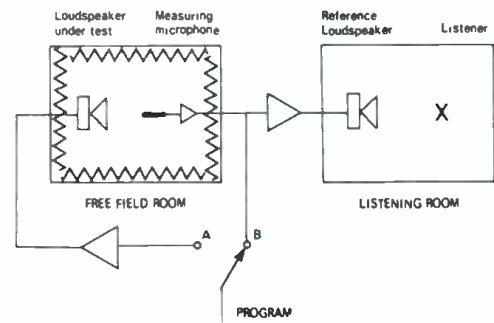 Loudspeaker
under test
Measuring
microphone
Reference
Loudspeaker
Listener
X
FREE FIELD ROOM
LISTENING ROOM
A
B
PROGRAM